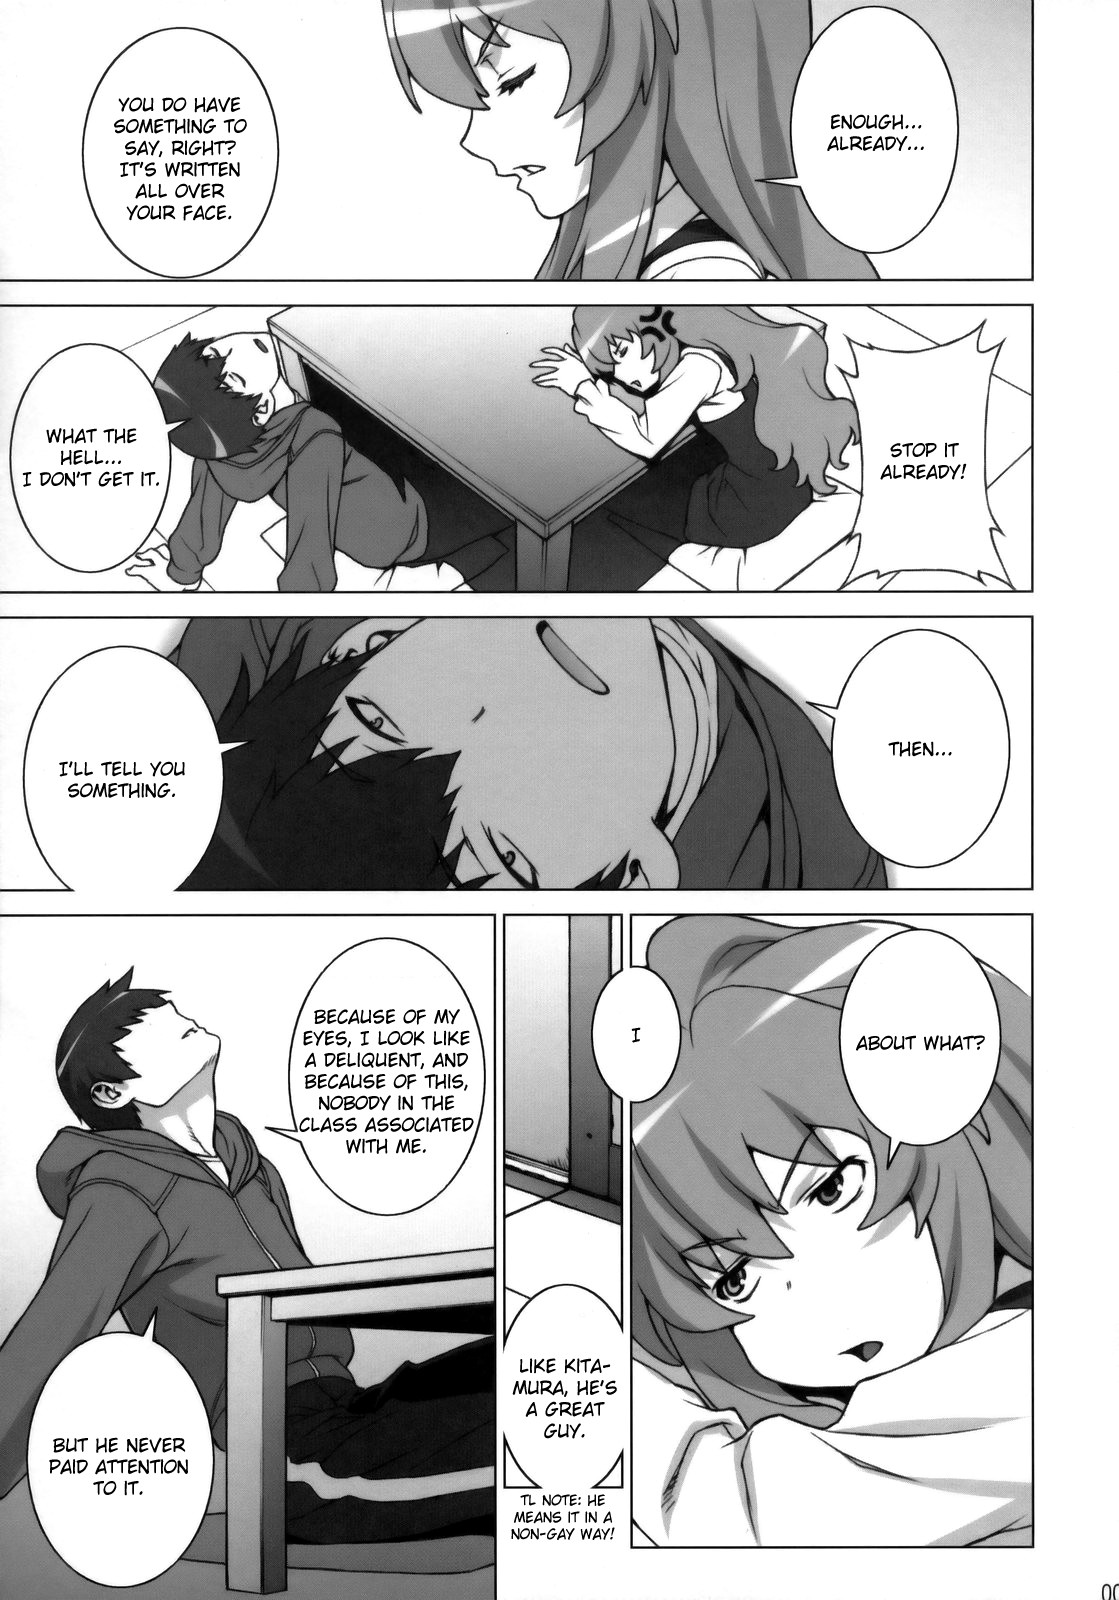 ENOUGH...
ALREADY...
YOU DO HAVE
SOMETHING TO
SAY, RIGHT?
IT'S WRITTEN
ALL OVER
YOUR FACE.
STOP IT
ALREADY!
WHAT THE
HELL...
I DON'T GET IT.
THEN...
I'LL TELL YOU
SOMETHING.
ABOUT WHAT?
I
LIKE KITA-
MURA, HE'S
A GREAT
GUY.
TL NOTE: HE
MEANS IT IN A
NON-GAY WAY!
BECAUSE OF MY
EYES, I LOOK LIKE
A DELIQUENT, AND
BECAUSE OF THIS,
NOBODY IN THE
CLASS ASSOCIATED
WITH ME.
BUT HE NEVER
PAID ATTENTION
TO IT.